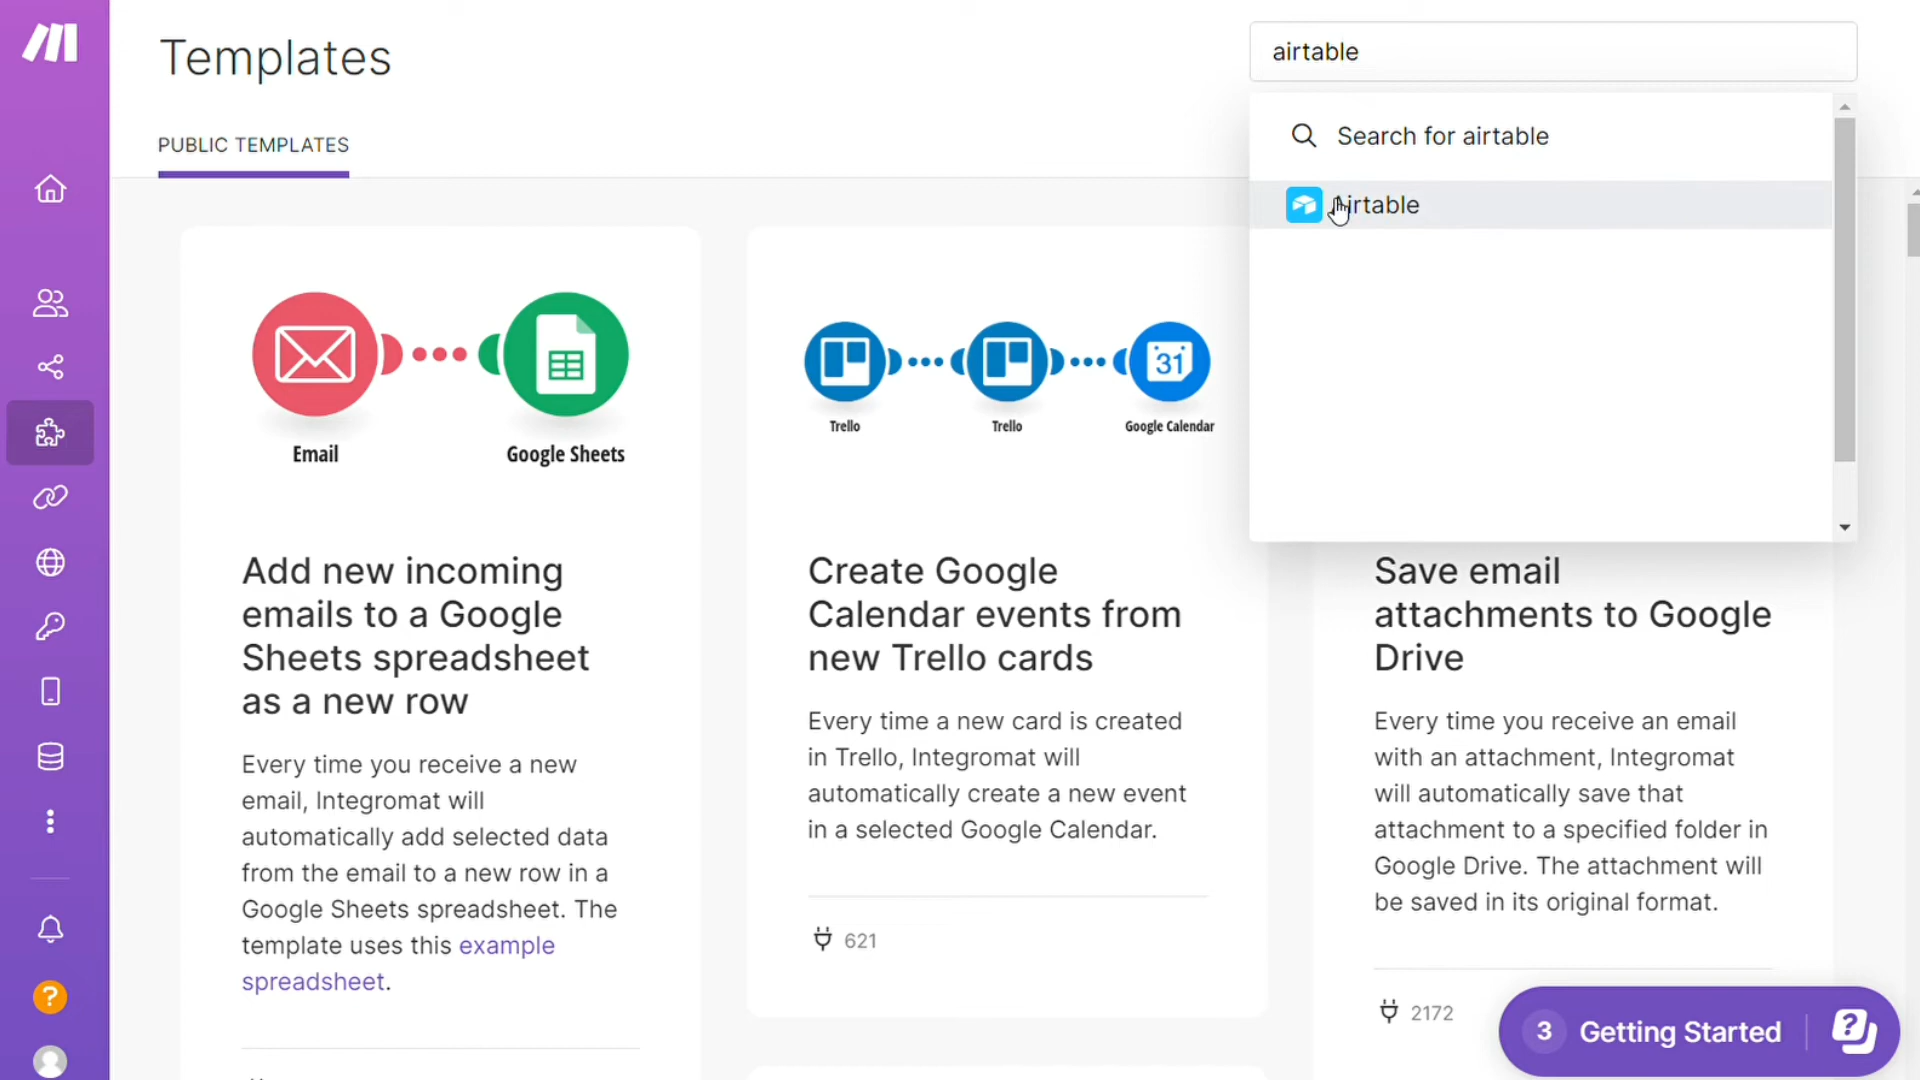 Templates
airtable
PUBLIC TEMPLATES
Search for airtable
Airtable
Email
Google Sheets
Add new incoming
emails to a Google
Sheets spreadsheet
as a new row
Every time you receive a new
email, Integromat will
automatically add selected data
from the email to a new row in a
Google Sheets spreadsheet. The
template uses this example
spreadsheet.
Trello
Trello
31
Google Calendar
Create Google
Calendar events from
new Trello cards
Every time a new card is created
in Trello, Integromat will
automatically create a new event
in a selected Google Calendar.
621
Save email
attachments to Google
Drive
Every time you receive an email
with an attachment, Integromat
will automatically save that
attachment to a specified folder in
Google Drive. The attachment will
be saved in its original format.
2172
3 Getting Started ?
?